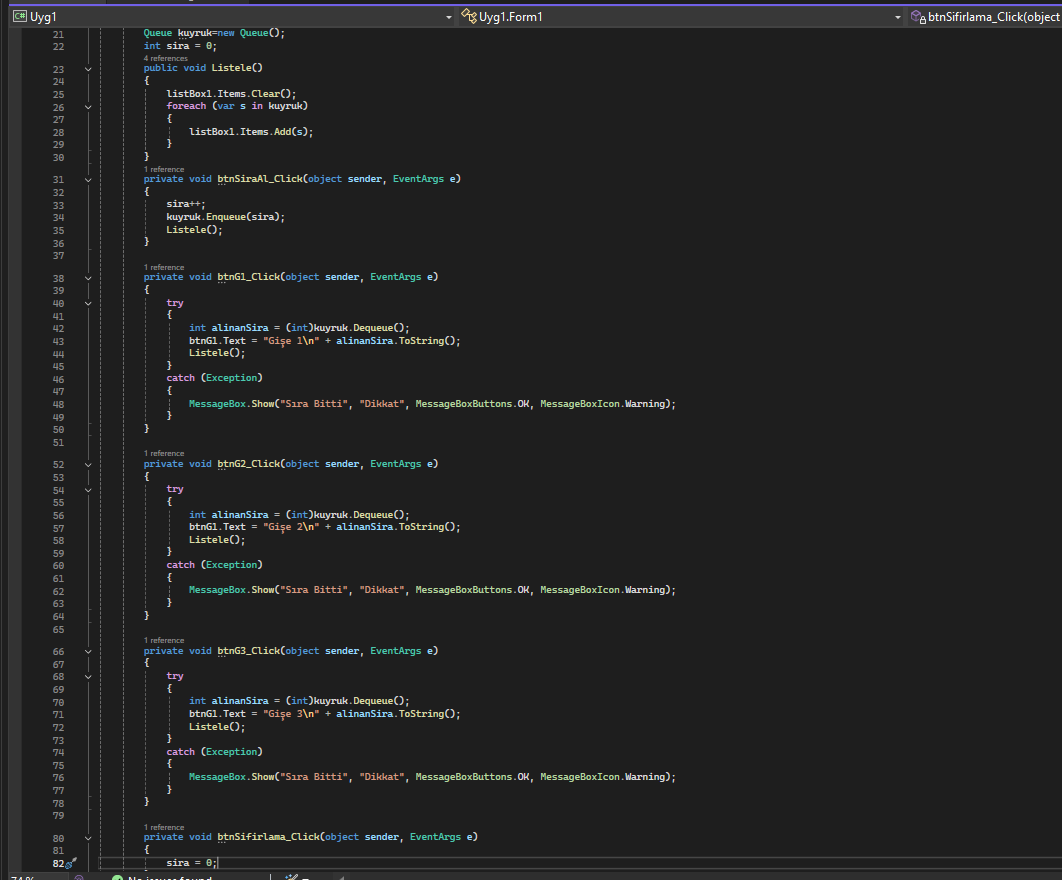 C# Uyg1
Uyg1.Form1
btnSifirlama_Click(object
21 Queue kuyruk=new Queue();
22 int sira = 0;
4 references
23 public void Listele()
24 {
25 listBox1.Items.Clear();
26 foreach (var s in kuyruk)
27 {
28 listBox1.Items.Add(s);
29 }
30 }
1 reference
31 private void btnSiraAl_Click(object sender, EventArgs e)
32 {
33 sira++;
34 kuyruk.Enqueue(sira);
35 Listele();
36 }
37
1 reference
38 private void btnG1_Click(object sender, EventArgs e)
39 {
40 try
41 {
42 int alinanSira = (int)kuyruk.Dequeue();
43 btnG1.Text = "Gişe 1\n" + alinanSira.ToString();
44 Listele();
45 }
46 catch (Exception)
47 {
48 MessageBox.Show("Sıra Bitti", "Dikkat", MessageBoxButtons.OK, MessageBoxIcon.Warning);
49 }
50 }
51
1 reference
52 private void btnG2_Click(object sender, EventArgs e)
53 {
54 try
55 {
56 int alinanSira = (int)kuyruk.Dequeue();
57 btnG1.Text = "Gişe 2\n" + alinanSira.ToString();
58 Listele();
59 }
60 catch (Exception)
61 {
62 MessageBox.Show("Sıra Bitti", "Dikkat", MessageBoxButtons.OK, MessageBoxIcon.Warning);
63 }
64 }
65
1 reference
66 private void btnG3_Click(object sender, EventArgs e)
67 {
68 try
69 {
70 int alinanSira = (int)kuyruk.Dequeue();
71 btnG1.Text = "Gişe 3\n" + alinanSira.ToString();
72 Listele();
73 }
74 catch (Exception)
75 {
76 MessageBox.Show("Sıra Bitti", "Dikkat", MessageBoxButtons.OK, MessageBoxIcon.Warning);
77 }
78 }
79
1 reference
80 private void btnSifirlama_Click(object sender, EventArgs e)
81 {
82 sira = 0;
74 % No issues found